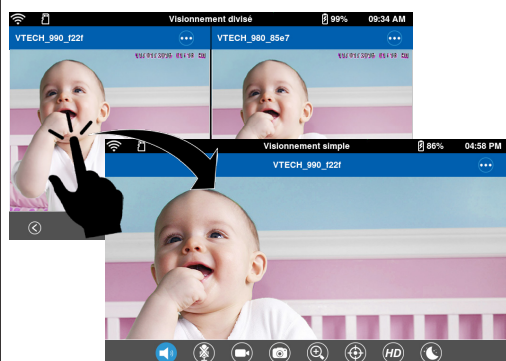 Visionnement divisé 99% 09:34 AM
VTECH_990_f22f
VTECH_980_85e7
Visionnement simple 86% 04:58 PM
VTECH_990_f22f
HD